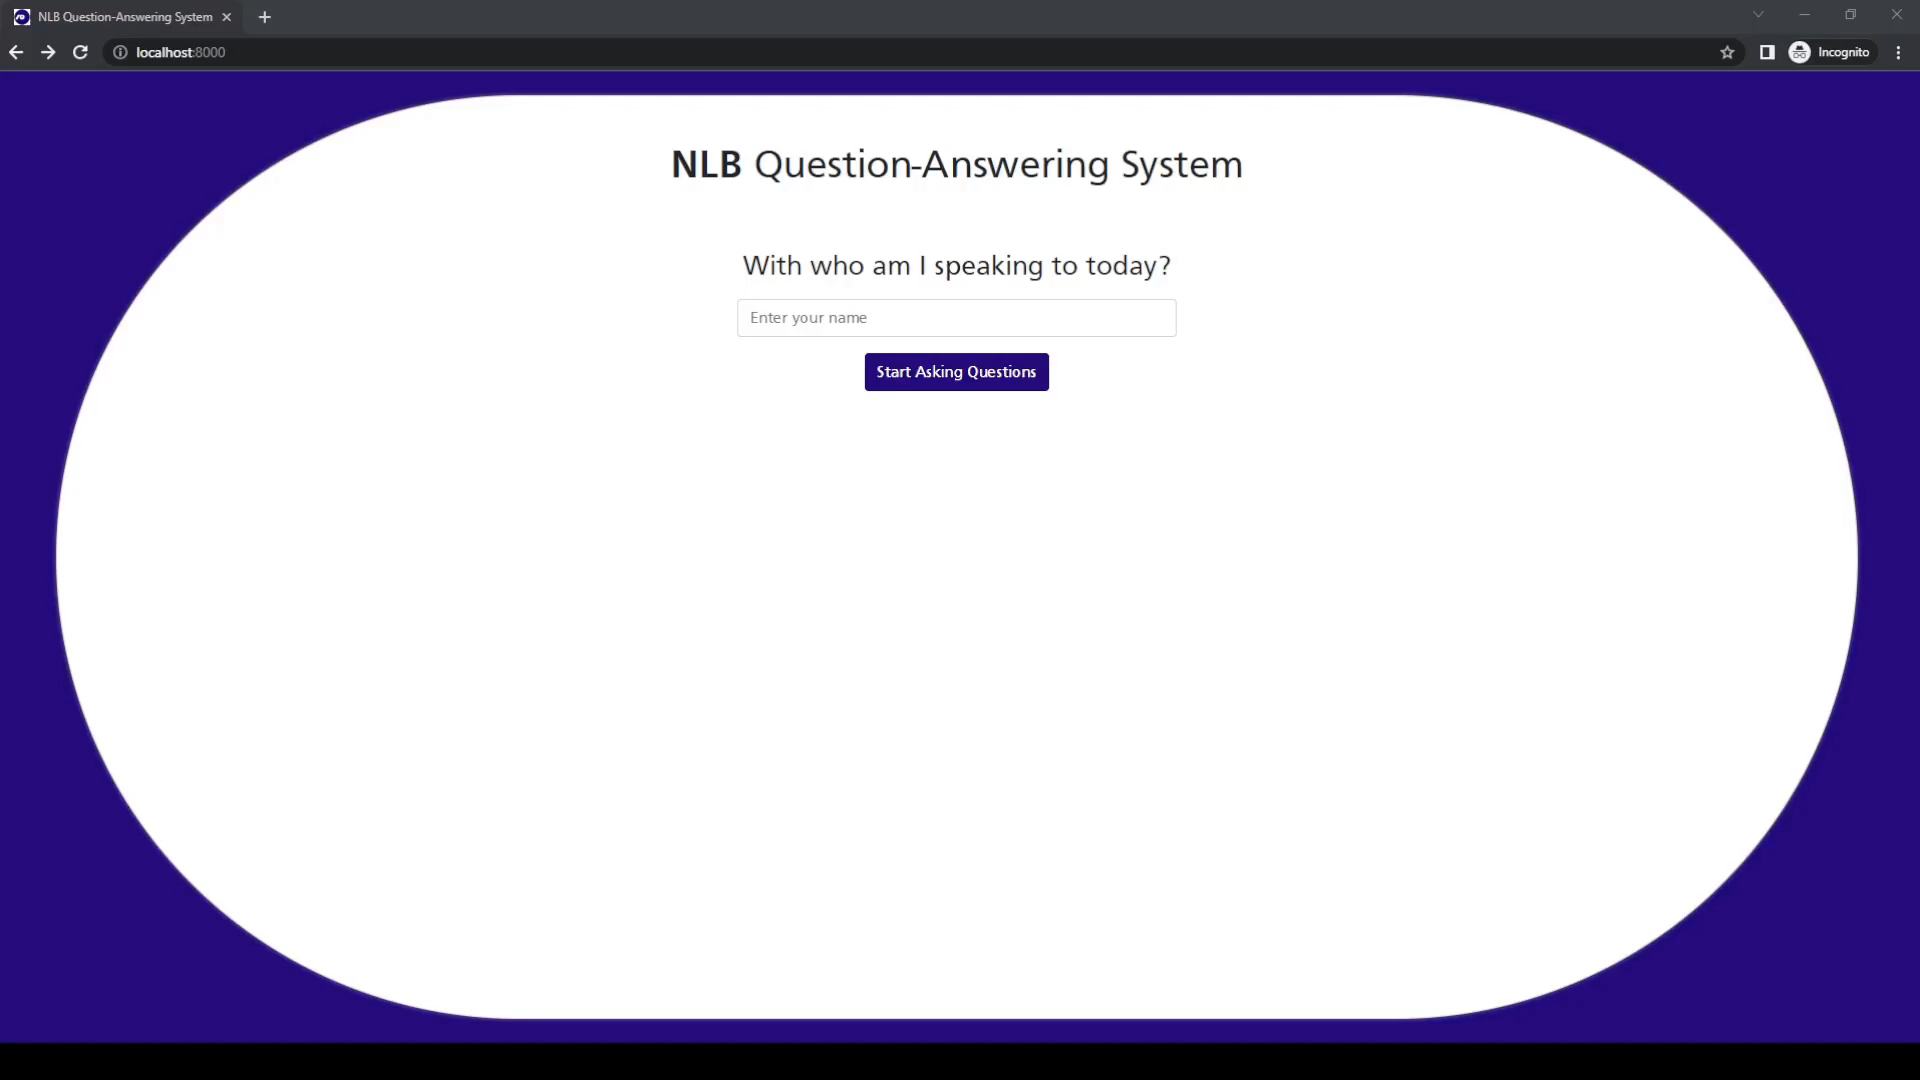 NLB Question-Answering System
localhost:8000
Incognito
NLB Question-Answering System
With who am I speaking to today?
Enter your name
Start Asking Questions